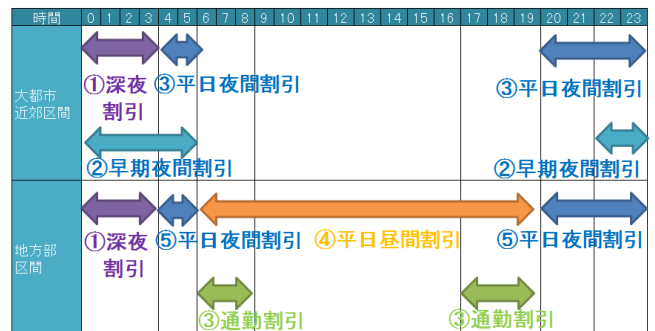 時間 0 1 2 3 4 5 6 7 8 9 10 11 12 13 14 15 16 17 18 19 20 21 22 23
大都市
近郊区間
①深夜
割引
③平日夜間割引
③平日夜間割引
②早期夜間割引
②早期夜間割引
地方部
区間
①深夜
割引
⑤平日夜間割引
④平日昼間割引
⑤平日夜間割引
③通勤割引
③通勤割引